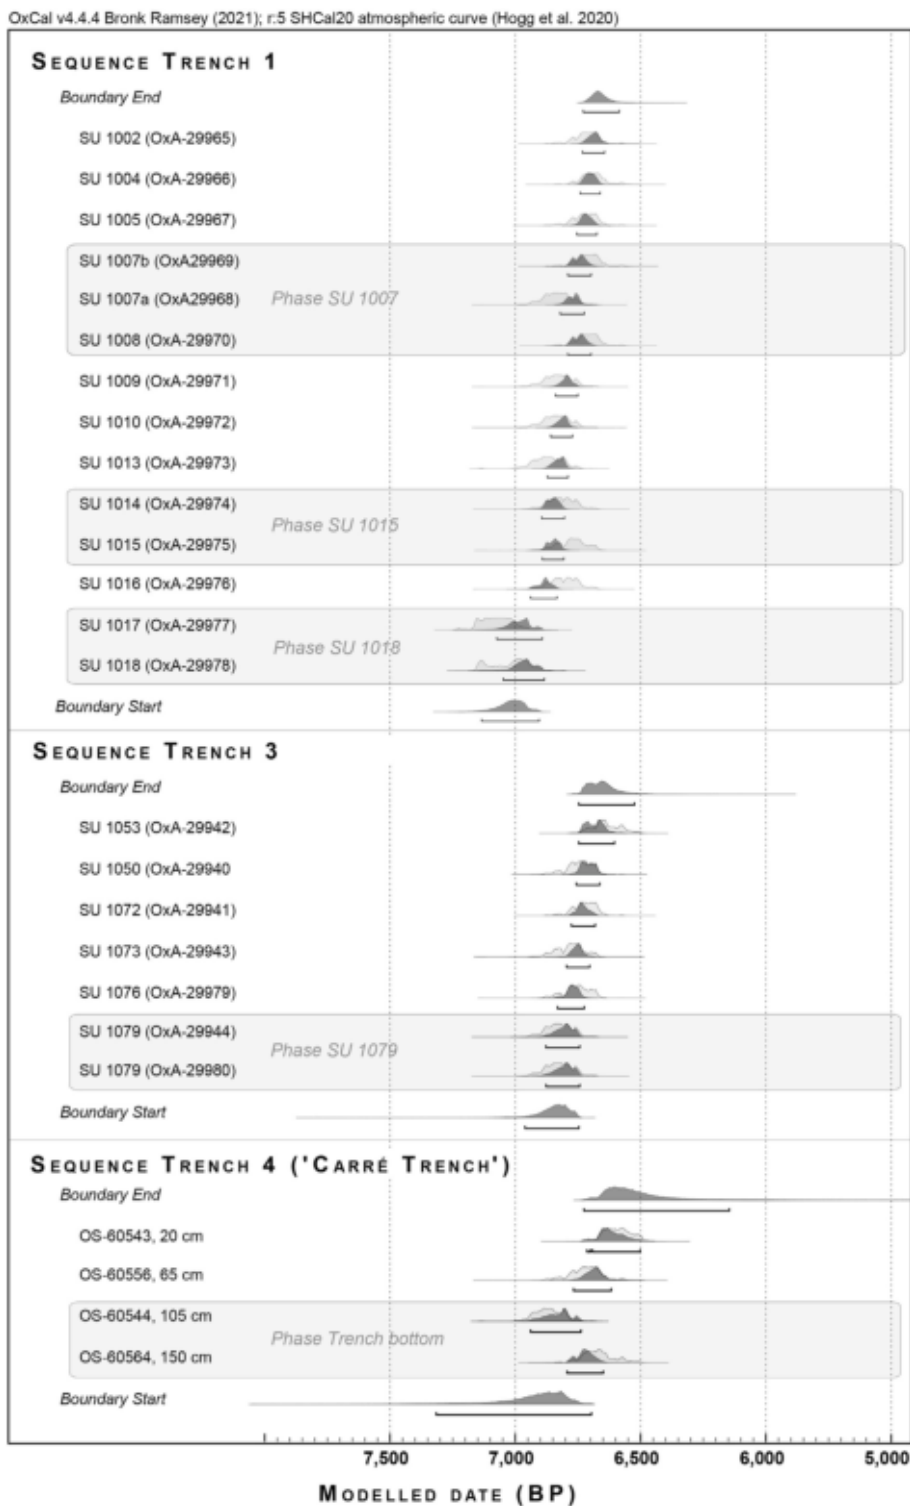 OxCal v4.4.4 Bronk Ramsey (2021); r:5 SHCal20 atmospheric curve (Hogg et al. 2020)
SEQUENCE TRENCH 1
Boundary End
SU 1002 (OxA-29965)
SU 1004 (OxA-29966)
SU 1005 (OxA-29967)
SU 1007b (OxA29969)
SU 1007a (OxA29968) Phase SU 1007
SU 1008 (OxA-29970)
SU 1009 (OxA-29971)
SU 1010 (OxA-29972)
SU 1013 (OxA-29973)
SU 1014 (OxA-29974)
Phase SU 1015
SU 1015 (OxA-29975)
SU 1016 (OxA-29976)
SU 1017 (OxA-29977)
Phase SU 1018
SU 1018 (OxA-29978)
Boundary Start
SEQUENCE TRENCH 3
Boundary End
SU 1053 (OxA-29942)
SU 1050 (OxA-29940
SU 1072 (OxA-29941)
SU 1073 (OxA-29943)
SU 1076 (OxA-29979)
SU 1079 (OxA-29944)
Phase SU 1079
SU 1079 (OxA-29980)
Boundary Start
SEQUENCE TRENCH 4 ('CARRÉ TRENCH')
Boundary End
OS-60543, 20 cm
OS-60556, 65 cm
OS-60544, 105 cm
Phase Trench bottom
OS-60564, 150 cm
Boundary Start
7,500 7,000 6,500 6,000 5,000
MODELLED DATE (BP)